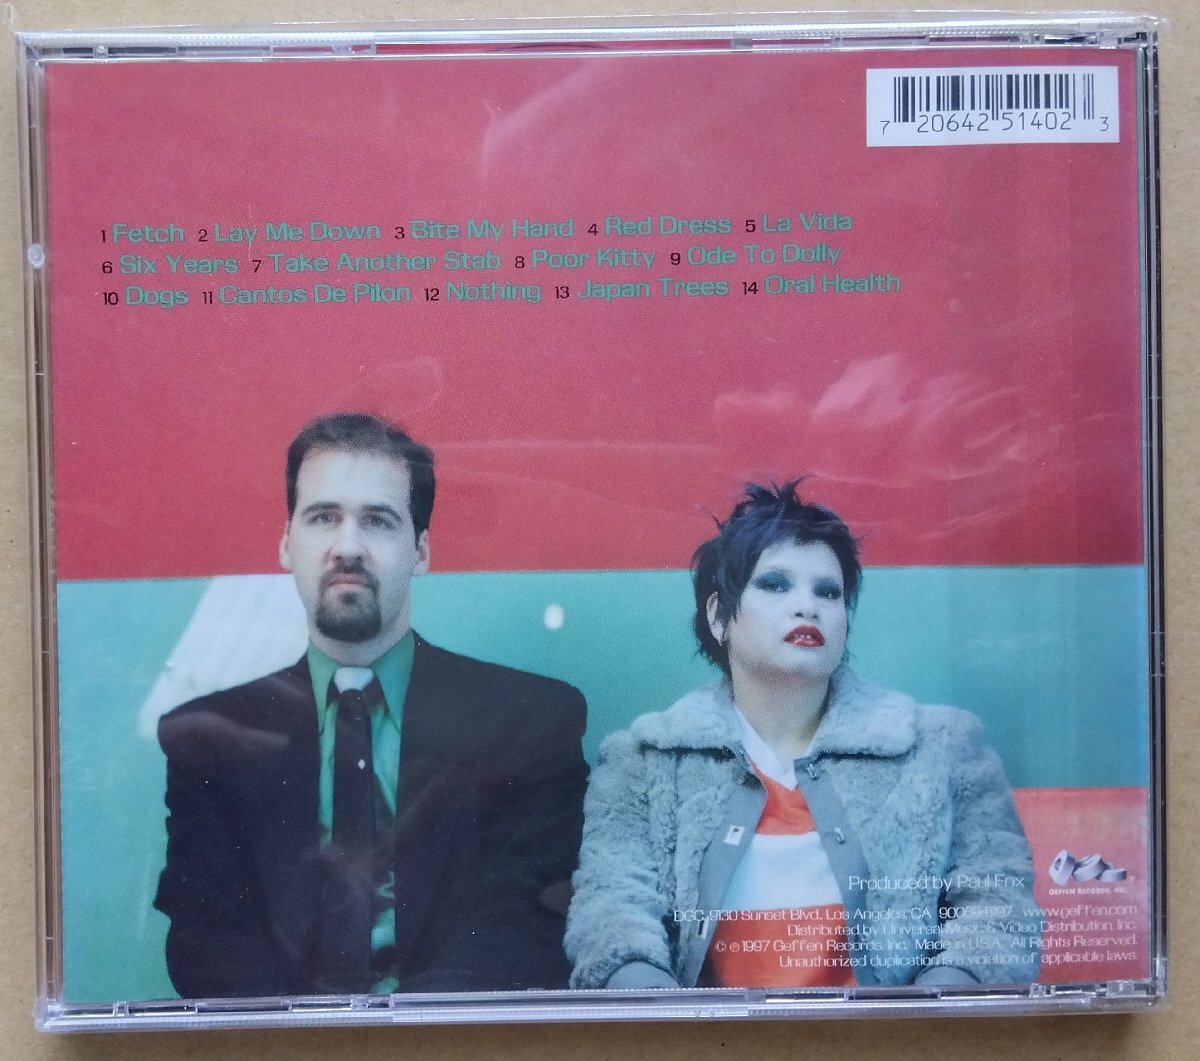 7 20642 51402 3
1 Fetch 2 Lay Me Down 3 Bite My Hand 4 Red Dress 5 La Vida
6 Six Years 7 Take Another Stab 8 Poor Kitty 9 Ode To Dolly
10 Dogs 11 Cantos De Pilon 12 Nothing 13 Japan Trees 14 Oral Health
Produced by Paul Fox
GEFFEN RECORDS, INC.
DGC, 9130 Sunset Blvd., Los Angeles, CA 90069-6197 www.geffen.com
Distributed by Universal Music & Video Distribution, Inc.
© ℗ 1997 Geffen Records, Inc. Made in U.S.A. All Rights Reserved.
Unauthorized duplication is a violation of applicable laws.